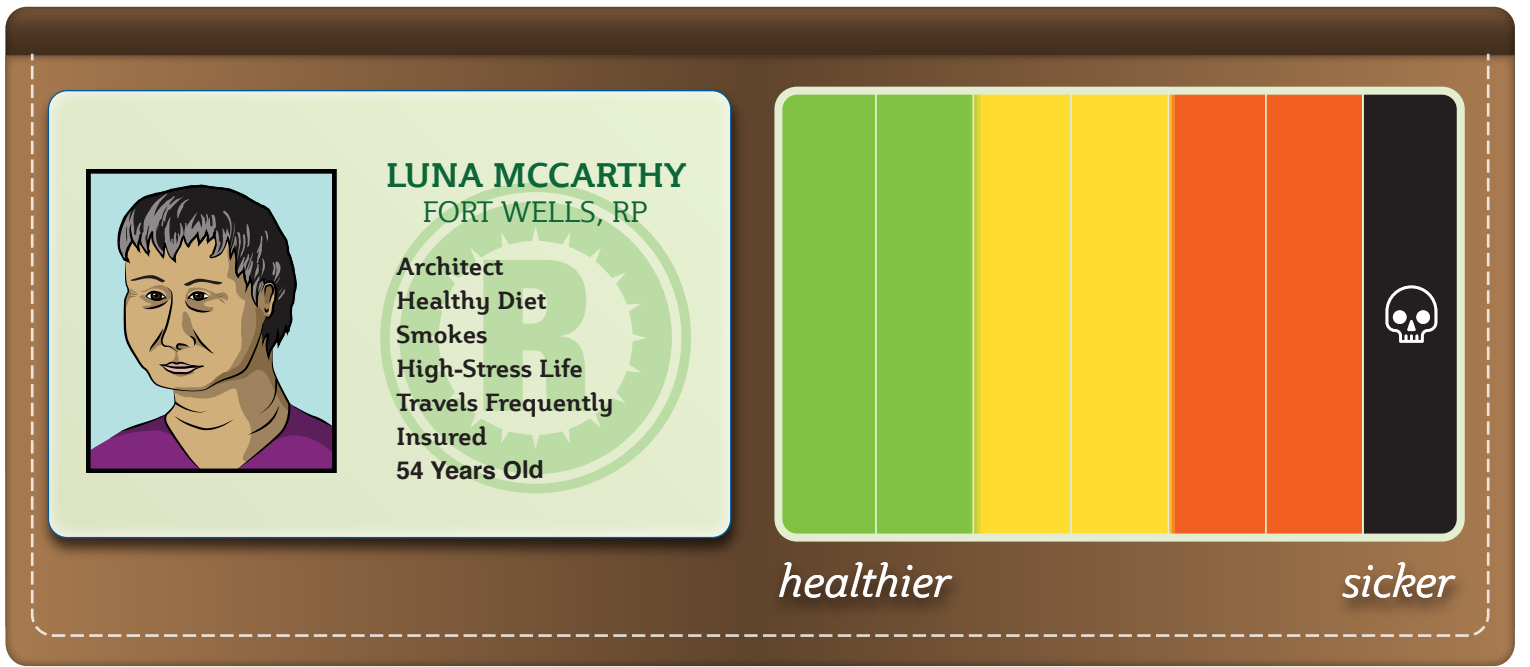 LUNA MCCARTHY
FORT WELLS, RP
R
Architect
Healthy Diet
Smokes
High-Stress Life
Travels Frequently
Insured
54 Years Old
healthier
sicker